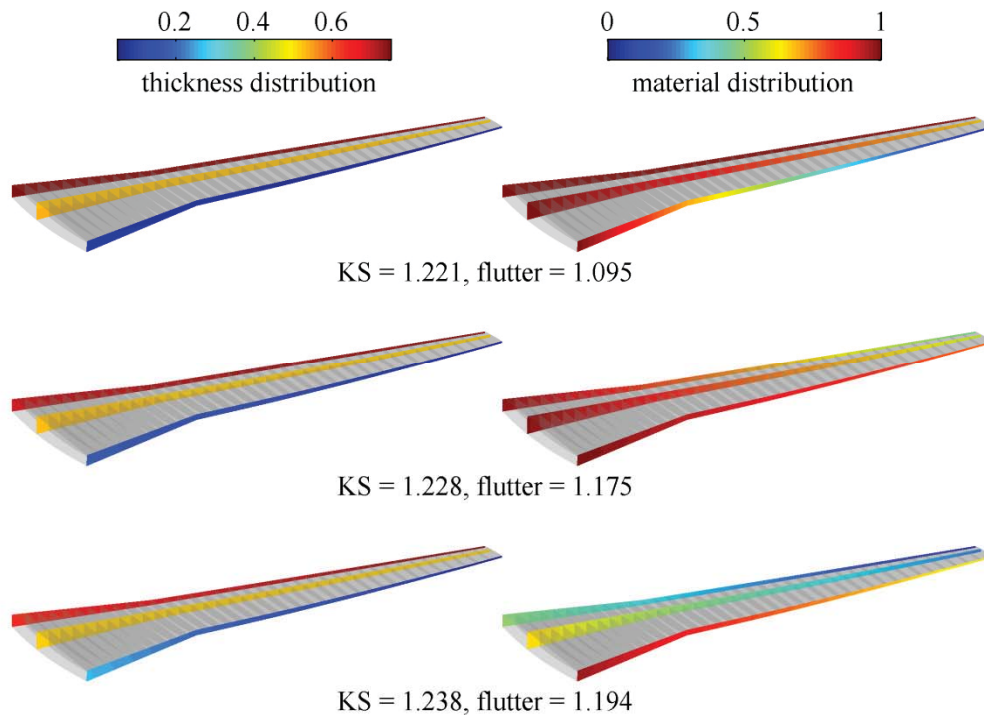 0.2 0.4 0.6 0 0.5 1
thickness distribution material distribution
KS = 1.221, flutter = 1.095
KS = 1.228, flutter = 1.175
KS = 1.238, flutter = 1.194